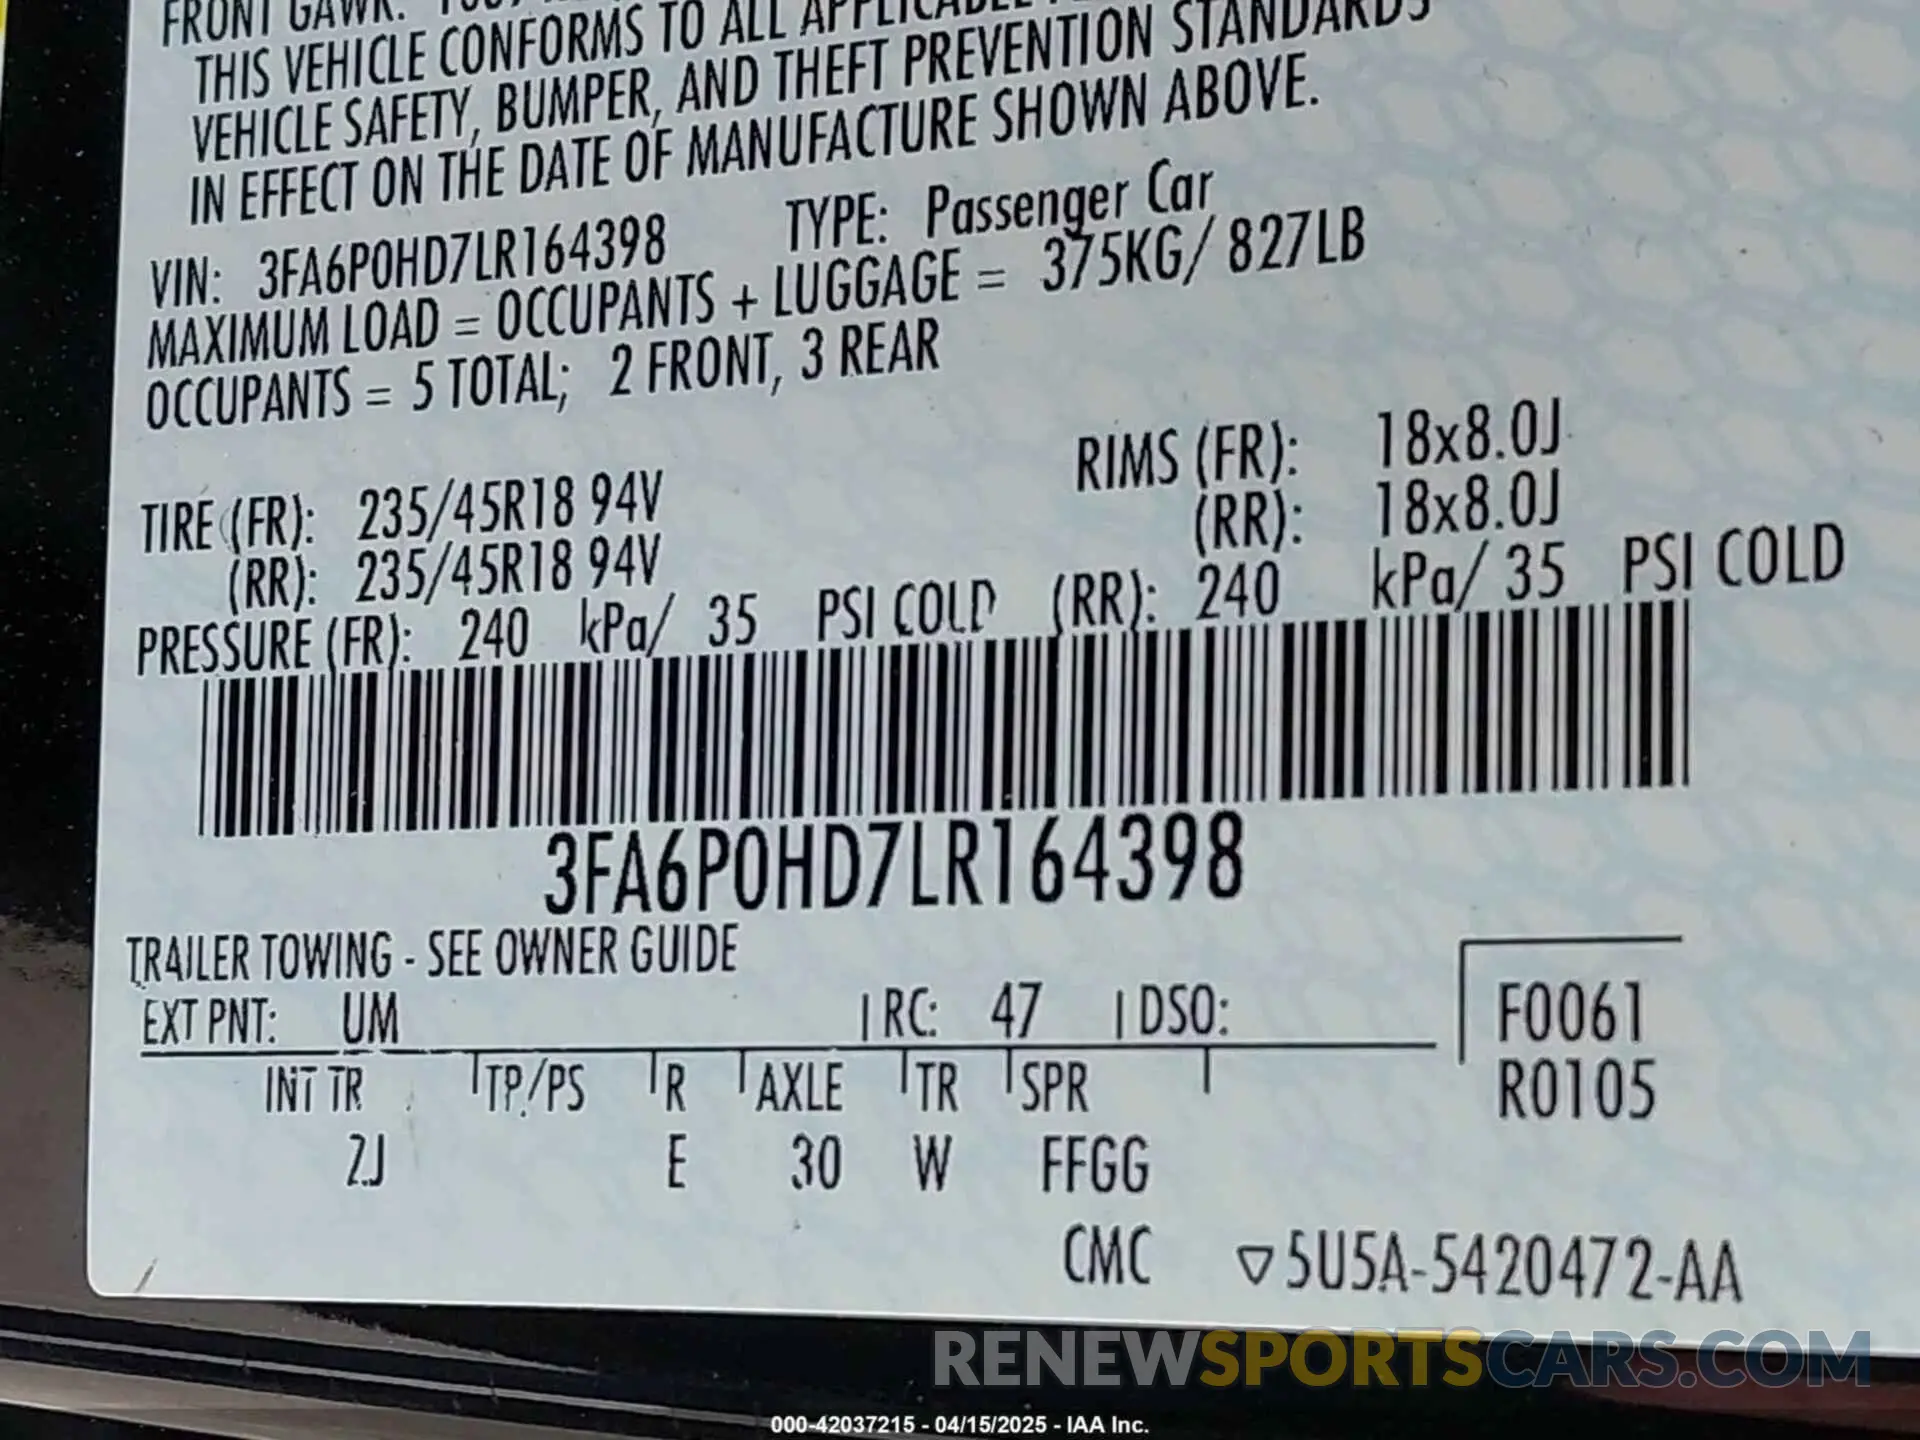 FRONT GAWR:
THIS VEHICLE CONFORMS TO ALL APPLICABLE
VEHICLE SAFETY, BUMPER, AND THEFT PREVENTION STANDARDS
IN EFFECT ON THE DATE OF MANUFACTURE SHOWN ABOVE.
VIN: 3FA6P0HD7LR164398 TYPE: Passenger Car
MAXIMUM LOAD = OCCUPANTS + LUGGAGE = 375KG/ 827LB
OCCUPANTS = 5 TOTAL; 2 FRONT, 3 REAR
TIRE (FR): 235/45R18 94V RIMS (FR): 18x8.0J
(RR): 235/45R18 94V (RR): 18x8.0J
PRESSURE (FR): 240 kPa/ 35 PSI COLD (RR): 240 kPa/ 35 PSI COLD
3FA6P0HD7LR164398
TRAILER TOWING - SEE OWNER GUIDE
EXT PNT: UM RC: 47 DSO: F0061
INT TR TP/PS R AXLE TR SPR R0105
2J E 30 W FFGG
CMC ▽5U5A-5420472-AA
RENEWSPORTSCARS.COM
000-42037215 - 04/15/2025 - IAA Inc.